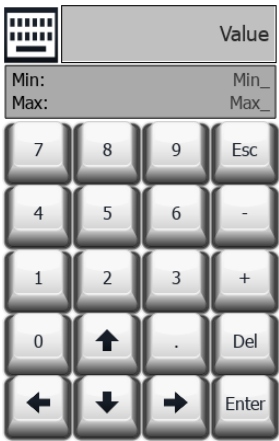 Value
Min: Min_
Max: Max_
7 8 9 Esc
4 5 6 -
1 2 3 +
0 . Del
Enter